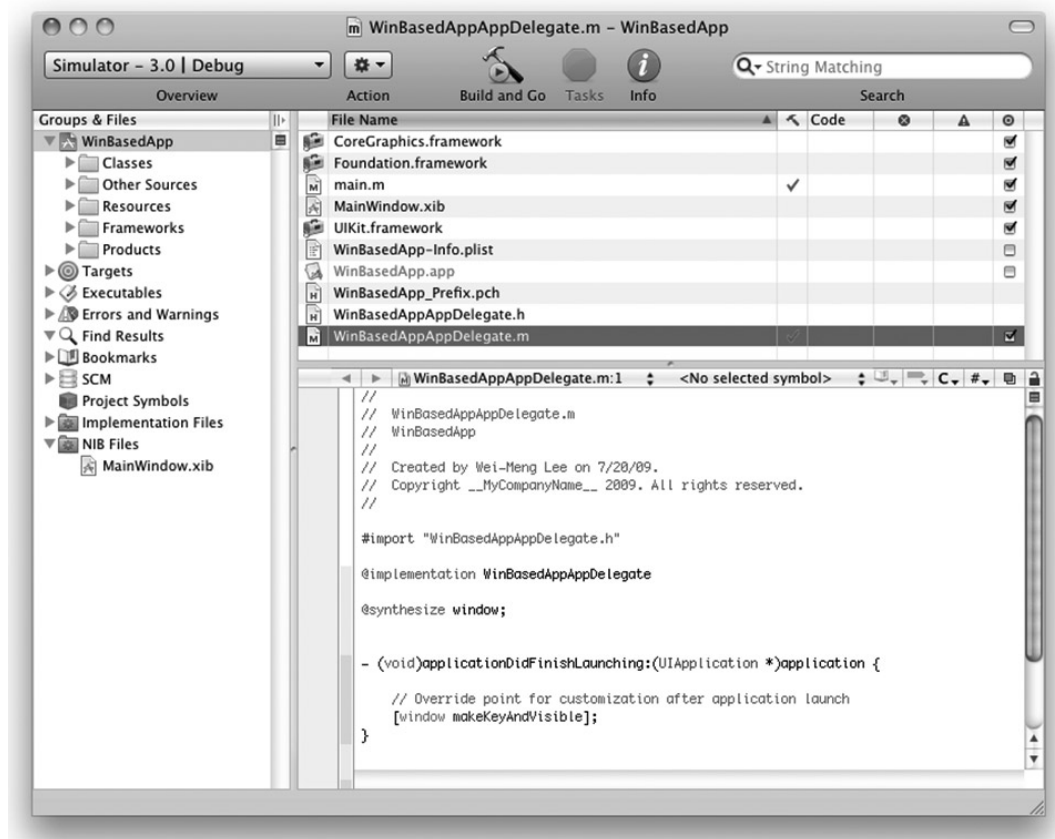 WinBasedAppAppDelegate.m – WinBasedApp
Simulator – 3.0 | Debug
String Matching
Overview
Action
Build and Go
Tasks
Info
Search
Groups & Files
WinBasedApp
Classes
Other Sources
Resources
Frameworks
Products
Targets
Executables
Errors and Warnings
Find Results
Bookmarks
SCM
Project Symbols
Implementation Files
NIB Files
MainWindow.xib
File Name
Code
CoreGraphics.framework
Foundation.framework
main.m
MainWindow.xib
UIKit.framework
WinBasedApp-Info.plist
WinBasedApp.app
WinBasedApp_Prefix.pch
WinBasedAppAppDelegate.h
WinBasedAppAppDelegate.m
WinBasedAppAppDelegate.m:1 <No selected symbol> C #
//
// WinBasedAppAppDelegate.m
// WinBasedApp
//
// Created by Wei-Meng Lee on 7/20/09.
// Copyright __MyCompanyName__ 2009. All rights reserved.
//
#import "WinBasedAppAppDelegate.h"
@implementation WinBasedAppAppDelegate
@synthesize window;
- (void)applicationDidFinishLaunching:(UIApplication *)application {
// Override point for customization after application launch
[window makeKeyAndVisible];
}